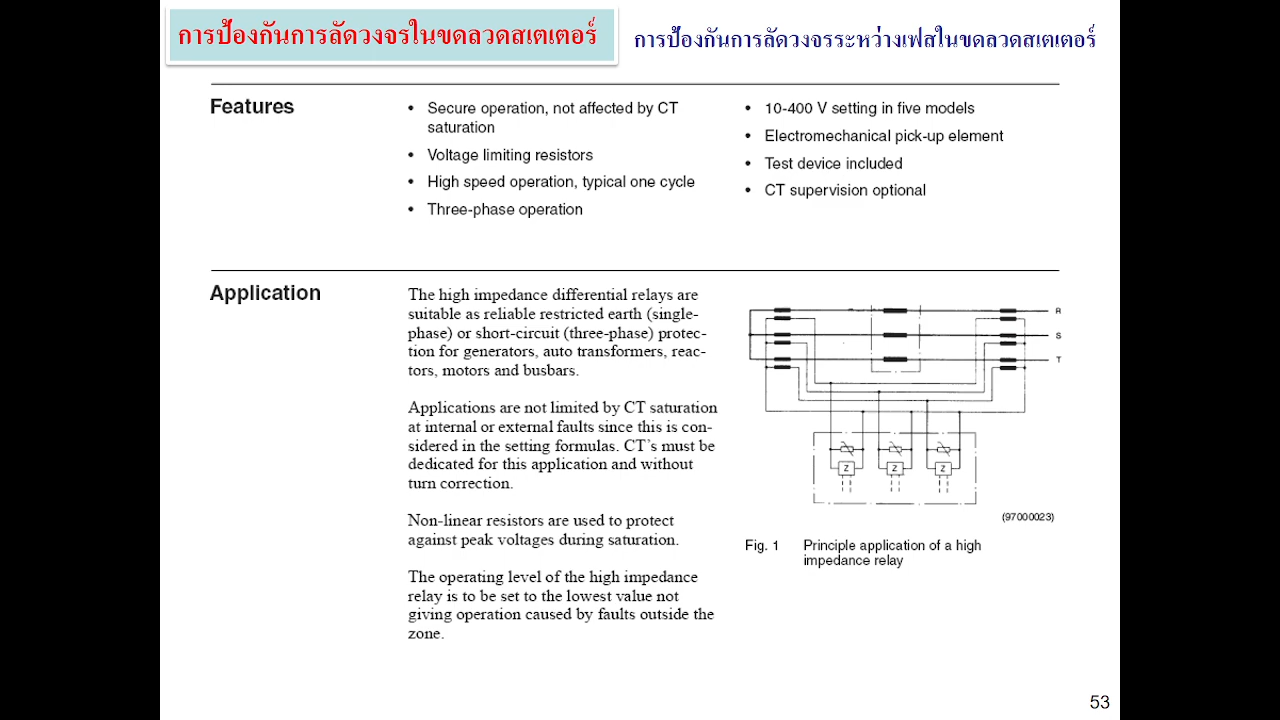 การป้องกันการลัดวงจรในขดลวดสเตเตอร์
การป้องกันการลัดวงจรระหว่างเฟสในขดลวดสเตเตอร์
Features
• Secure operation, not affected by CT
saturation
• Voltage limiting resistors
• High speed operation, typical one cycle
• Three-phase operation
• 10-400 V setting in five models
• Electromechanical pick-up element
• Test device included
• CT supervision optional
Application
The high impedance differential relays are
suitable as reliable restricted earth (single-
phase) or short-circuit (three-phase) protec-
tion for generators, auto transformers, reac-
tors, motors and busbars.
Applications are not limited by CT saturation
at internal or external faults since this is con-
sidered in the setting formulas. CT's must be
dedicated for this application and without
turn correction.
Non-linear resistors are used to protect
against peak voltages during saturation.
The operating level of the high impedance
relay is to be set to the lowest value not
giving operation caused by faults outside the
zone.
R
S
T
Z Z Z
(97000023)
Fig. 1 Principle application of a high
impedance relay
53